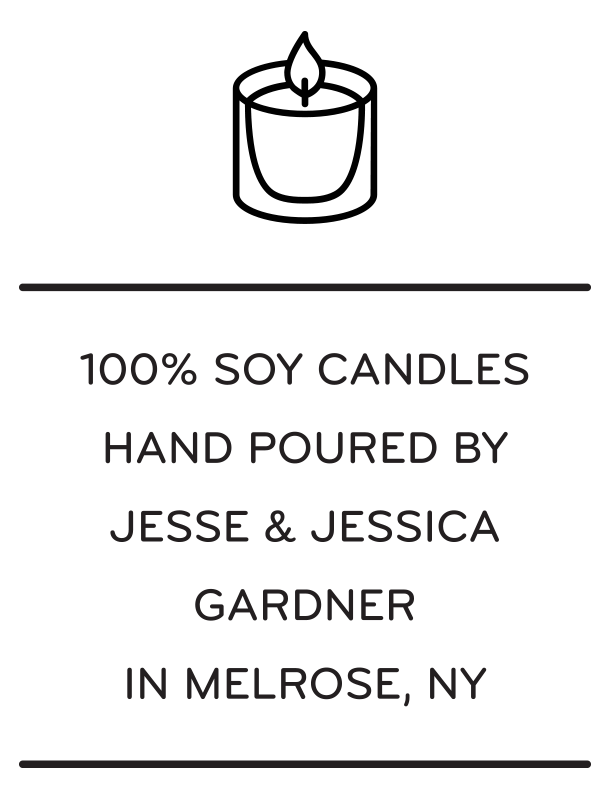 100% SOY CANDLES
HAND POURED BY
JESSE & JESSICA
GARDNER
IN MELROSE, NY